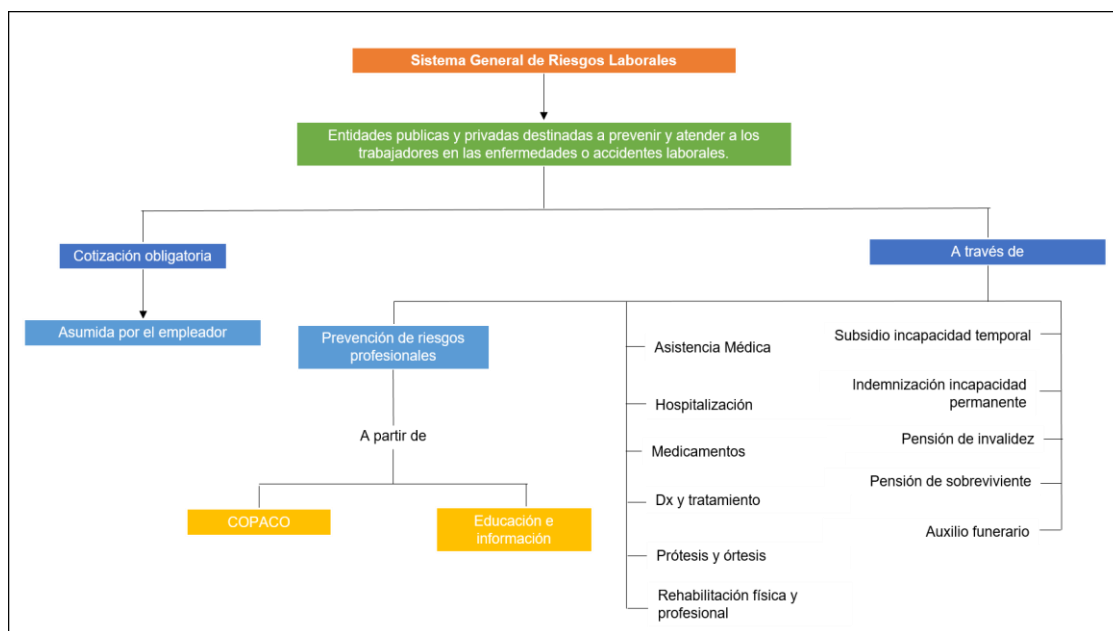 Sistema General de Riesgos Laborales
Entidades publicas y privadas destinadas a prevenir y atender a los
trabajadores en las enfermedades o accidentes laborales.
Cotización obligatoria
A través de
Asumida por el empleador
Prevención de riesgos
profesionales
A partir de
COPACO
Educación e
información
Asistencia Médica
Hospitalización
Medicamentos
Dx y tratamiento
Prótesis y órtesis
Rehabilitación física y
profesional
Subsidio incapacidad temporal
Indemnización incapacidad
permanente
Pensión de invalidez
Pensión de sobreviviente
Auxilio funerario